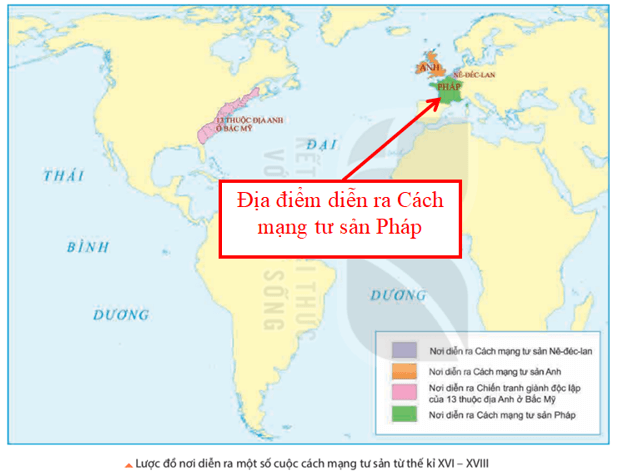 ANH
NÊ-ĐÉC-LAN
PHÁP
13 THUỘC ĐỊA ANH
Ở BẮC MỸ
ĐẠI
THÁI
Địa điểm diễn ra Cách
mạng tư sản Pháp
BÌNH
DƯƠNG
DƯƠNG
KẾT
VỚ
I THỨC
SỐNG
Nơi diễn ra Cách mạng tư sản Nê-đéc-lan
Nơi diễn ra Cách mạng tư sản Anh
Nơi diễn ra Chiến tranh giành độc lập
của 13 thuộc địa Anh ở Bắc Mỹ
Nơi diễn ra Cách mạng tư sản Pháp
Lược đồ nơi diễn ra một số cuộc cách mạng tư sản từ thế kỉ XVI – XVIII